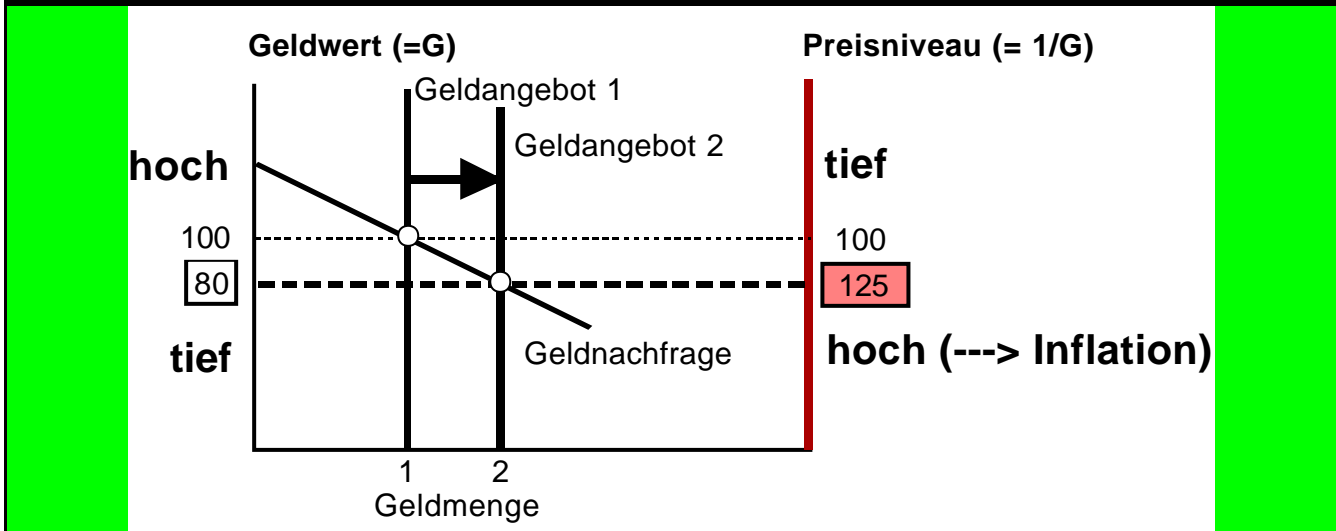 Geldwert (=G)
Preisniveau (= 1/G)
Geldangebot 1
Geldangebot 2
hoch
tief
100
100
80
125
tief
Geldnachfrage
hoch (---> Inflation)
1
2
Geldmenge